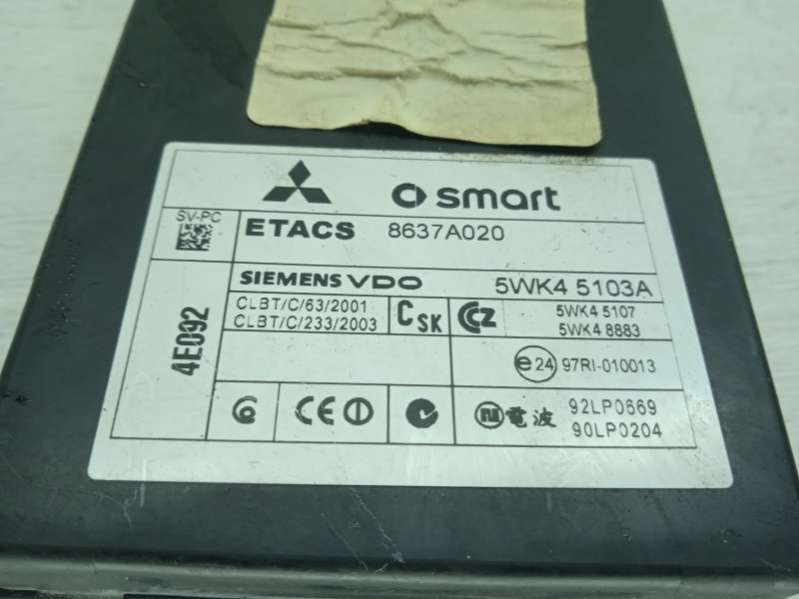 smart
SV-PC
ETACS 8637A020
SIEMENS VDO 5WK4 5103A
4E092
CLBT/C/63/2001
CLBT/C/233/2003
CSK
CCZ
5WK4 5107
5WK4 8883
e24 97RI-010013
CE
N 電波
92LP0669
90LP0204